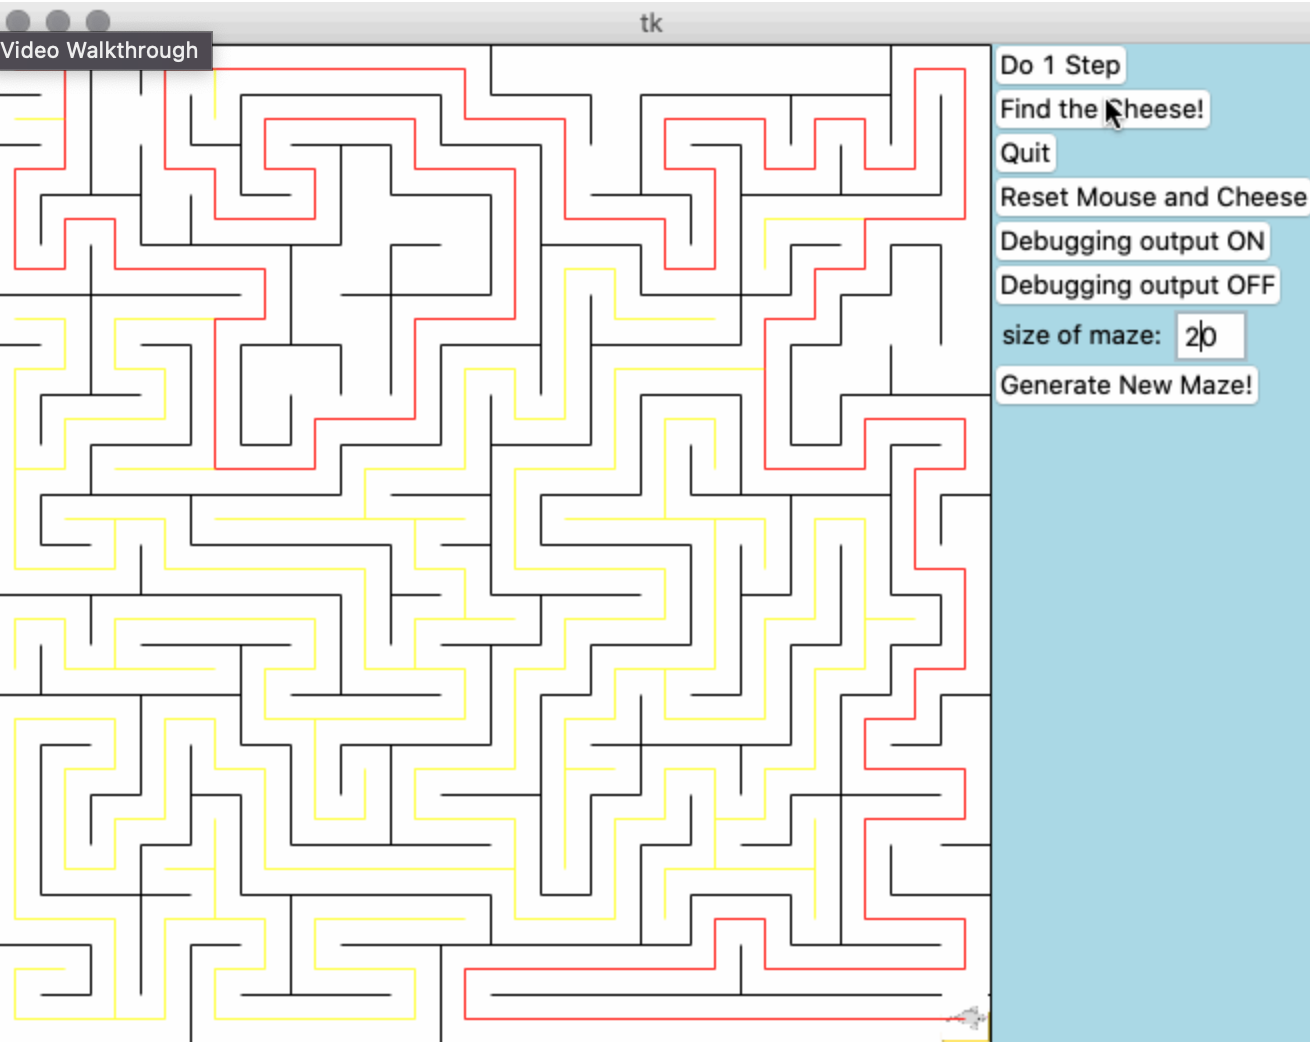 tk
Video Walkthrough
Do 1 Step
Find the Cheese!
Quit
Reset Mouse and Cheese
Debugging output ON
Debugging output OFF
size of maze: 20
Generate New Maze!